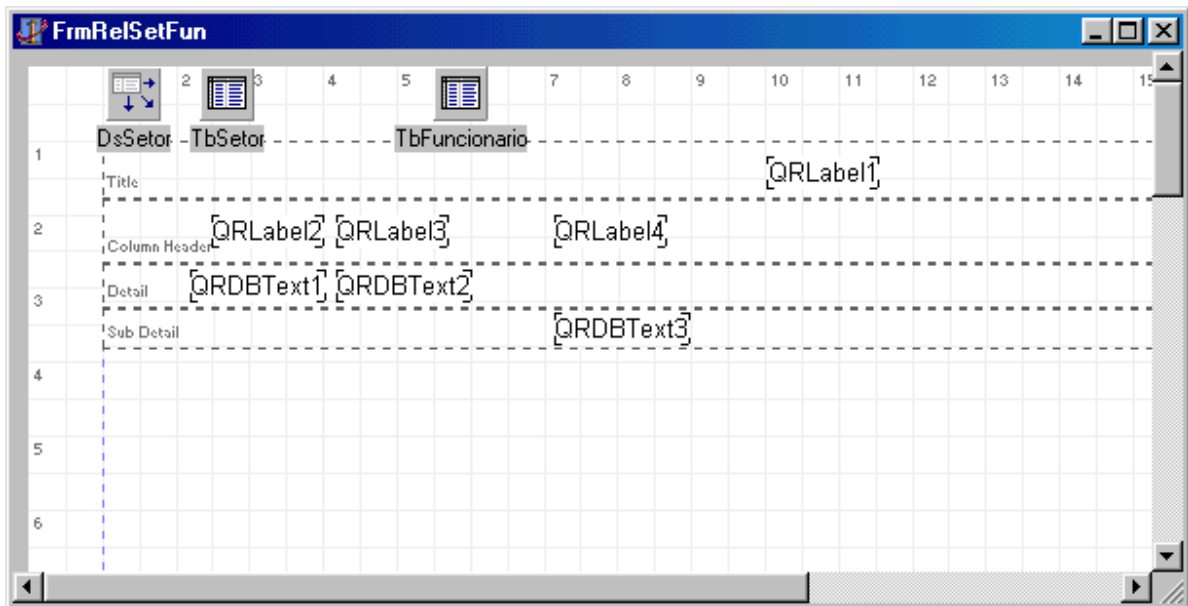 FrmRelSetFun
2 3 4 5 7 8 9 10 11 12 13 14 15
DsSetor TbSetor TbFuncionario
1
Title QRLabel1
2
Column Header QRLabel2 QRLabel3 QRLabel4
Detail QRDBText1 QRDBText2
3
Sub Detail QRDBText3
4
5
6